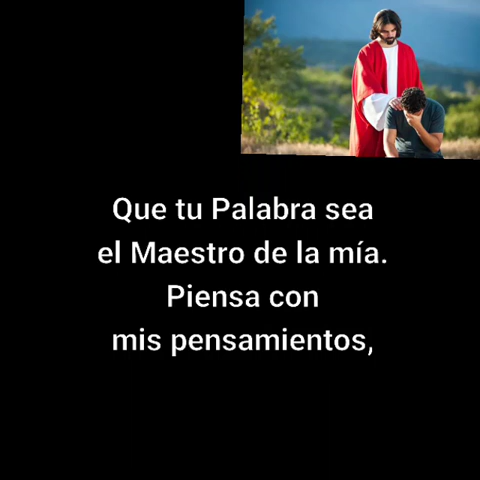 Que tu Palabra sea
el Maestro de la mía.
Piensa con
mis pensamientos,